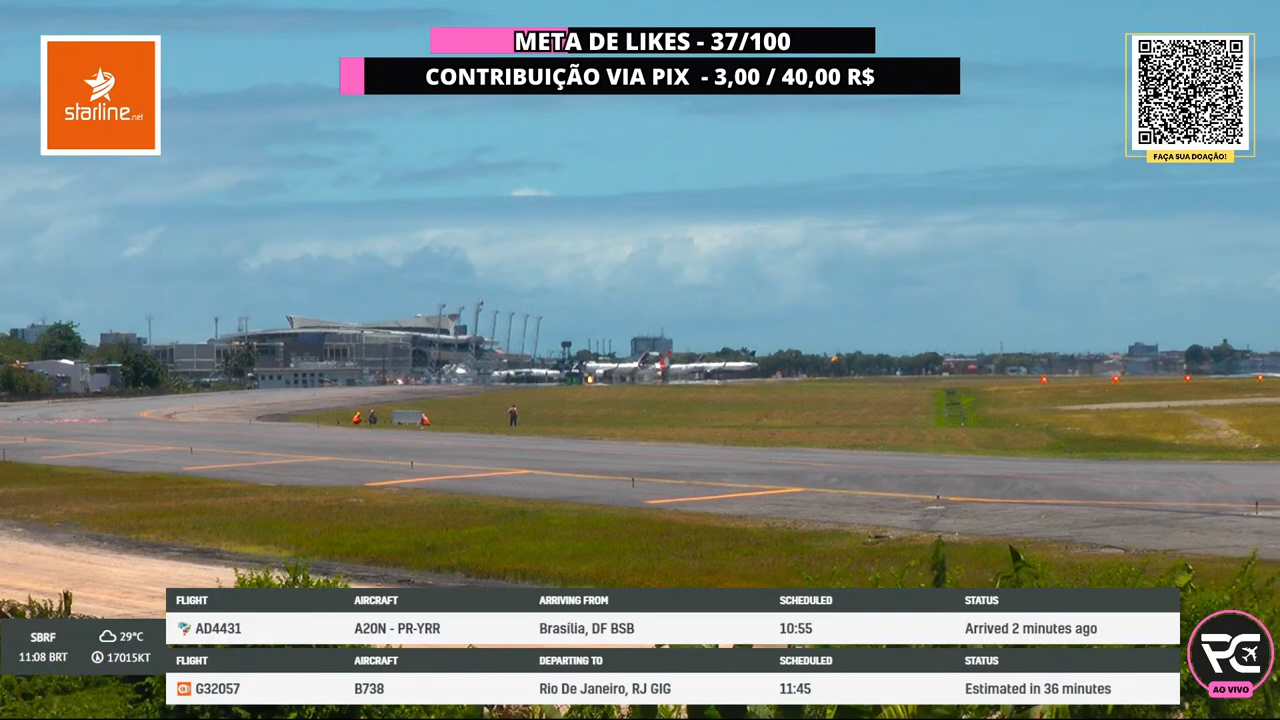 META DE LIKES - 37/100
CONTRIBUIÇÃO VIA PIX - 3,00 / 40,00 R$
starline.net
FAÇA SUA DOAÇÃO!
FLIGHT AIRCRAFT ARRIVING FROM SCHEDULED STATUS
AD4431 A20N - PR-YRR Brasília, DF BSB 10:55 Arrived 2 minutes ago
SBRF 29°C
11:08 BRT 17015KT
FLIGHT AIRCRAFT DEPARTING TO SCHEDULED STATUS
G32057 B738 Rio De Janeiro, RJ GIG 11:45 Estimated in 36 minutes
RC
AO VIVO